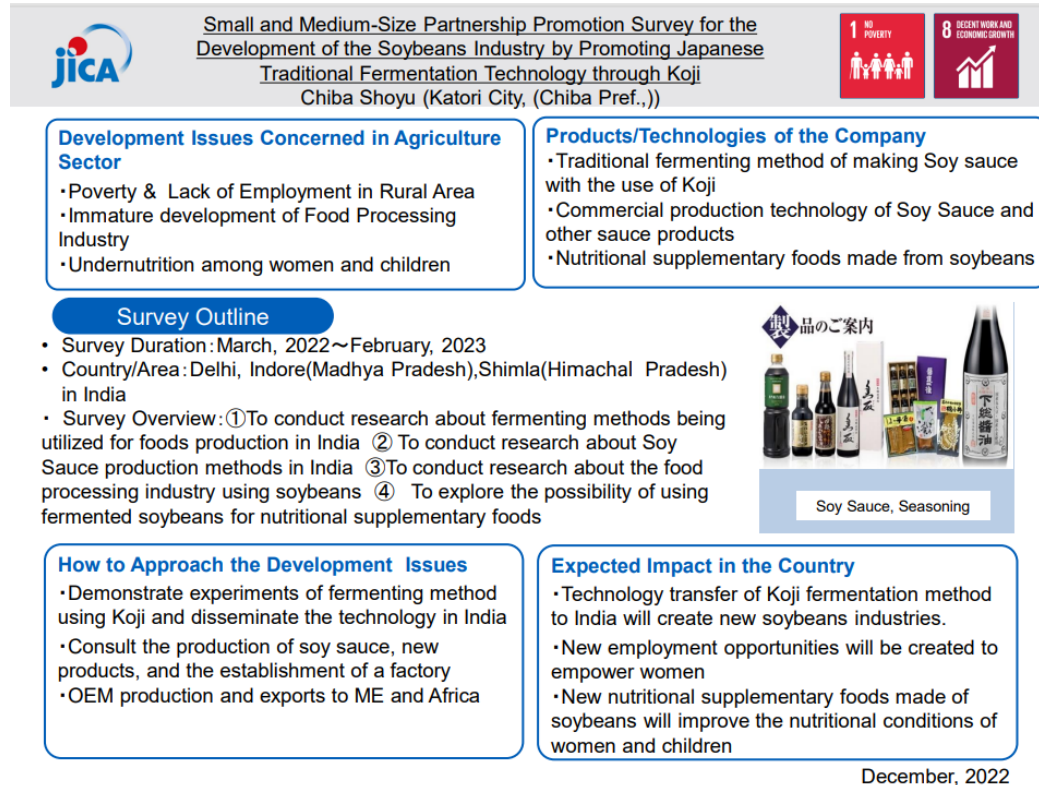 jICA
Small and Medium-Size Partnership Promotion Survey for the
Development of the Soybeans Industry by Promoting Japanese
Traditional Fermentation Technology through Koji
Chiba Shoyu (Katori City, (Chiba Pref.,))
1 NO
POVERTY
8 DECENT WORK AND
ECONOMIC GROWTH
Development Issues Concerned in Agriculture
Sector
・Poverty & Lack of Employment in Rural Area
・Immature development of Food Processing
Industry
・Undernutrition among women and children
Products/Technologies of the Company
・Traditional fermenting method of making Soy sauce
with the use of Koji
・Commercial production technology of Soy Sauce and
other sauce products
・Nutritional supplementary foods made from soybeans
Survey Outline
• Survey Duration：March, 2022～February, 2023
• Country/Area：Delhi, Indore(Madhya Pradesh),Shimla(Himachal Pradesh)
in India
・ Survey Overview：①To conduct research about fermenting methods being
utilized for foods production in India ② To conduct research about Soy
Sauce production methods in India ③To conduct research about the food
processing industry using soybeans ④ To explore the possibility of using
fermented soybeans for nutritional supplementary foods
製品のご案内
下総醤油
Soy Sauce, Seasoning
How to Approach the Development Issues
・Demonstrate experiments of fermenting method
using Koji and disseminate the technology in India
・Consult the production of soy sauce, new
products, and the establishment of a factory
・OEM production and exports to ME and Africa
Expected Impact in the Country
・Technology transfer of Koji fermentation method
to India will create new soybeans industries.
・New employment opportunities will be created to
empower women
・New nutritional supplementary foods made of
soybeans will improve the nutritional conditions of
women and children
December, 2022